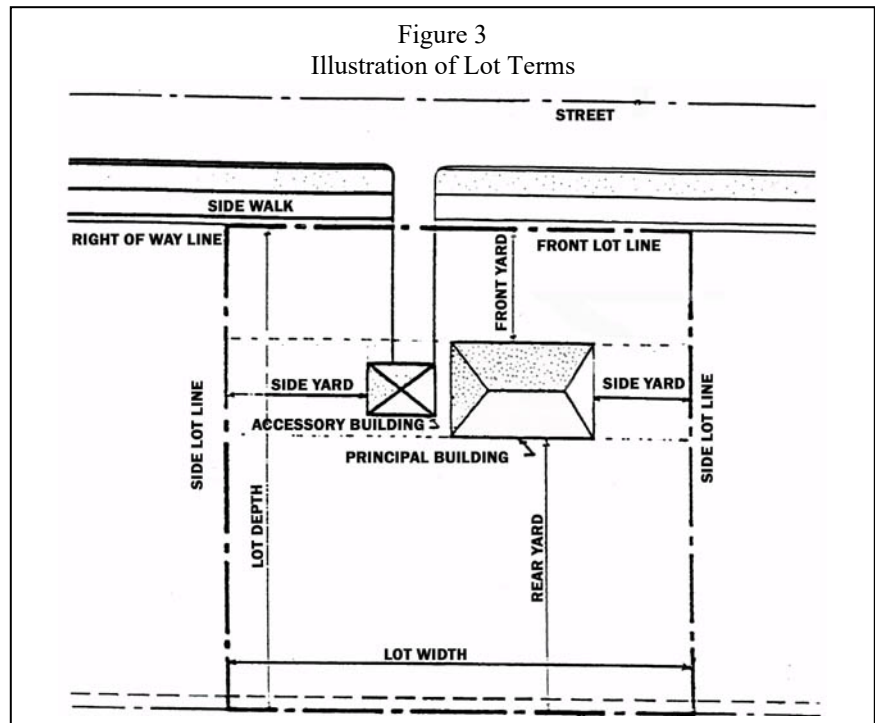 Figure 3
Illustration of Lot Terms
STREET
SIDE WALK
RIGHT OF WAY LINE
FRONT LOT LINE
FRONT YARD
SIDE YARD
SIDE YARD
ACCESSORY BUILDING
PRINCIPAL BUILDING
SIDE LOT LINE
SIDE LOT LINE
LOT DEPTH
REAR YARD
LOT WIDTH